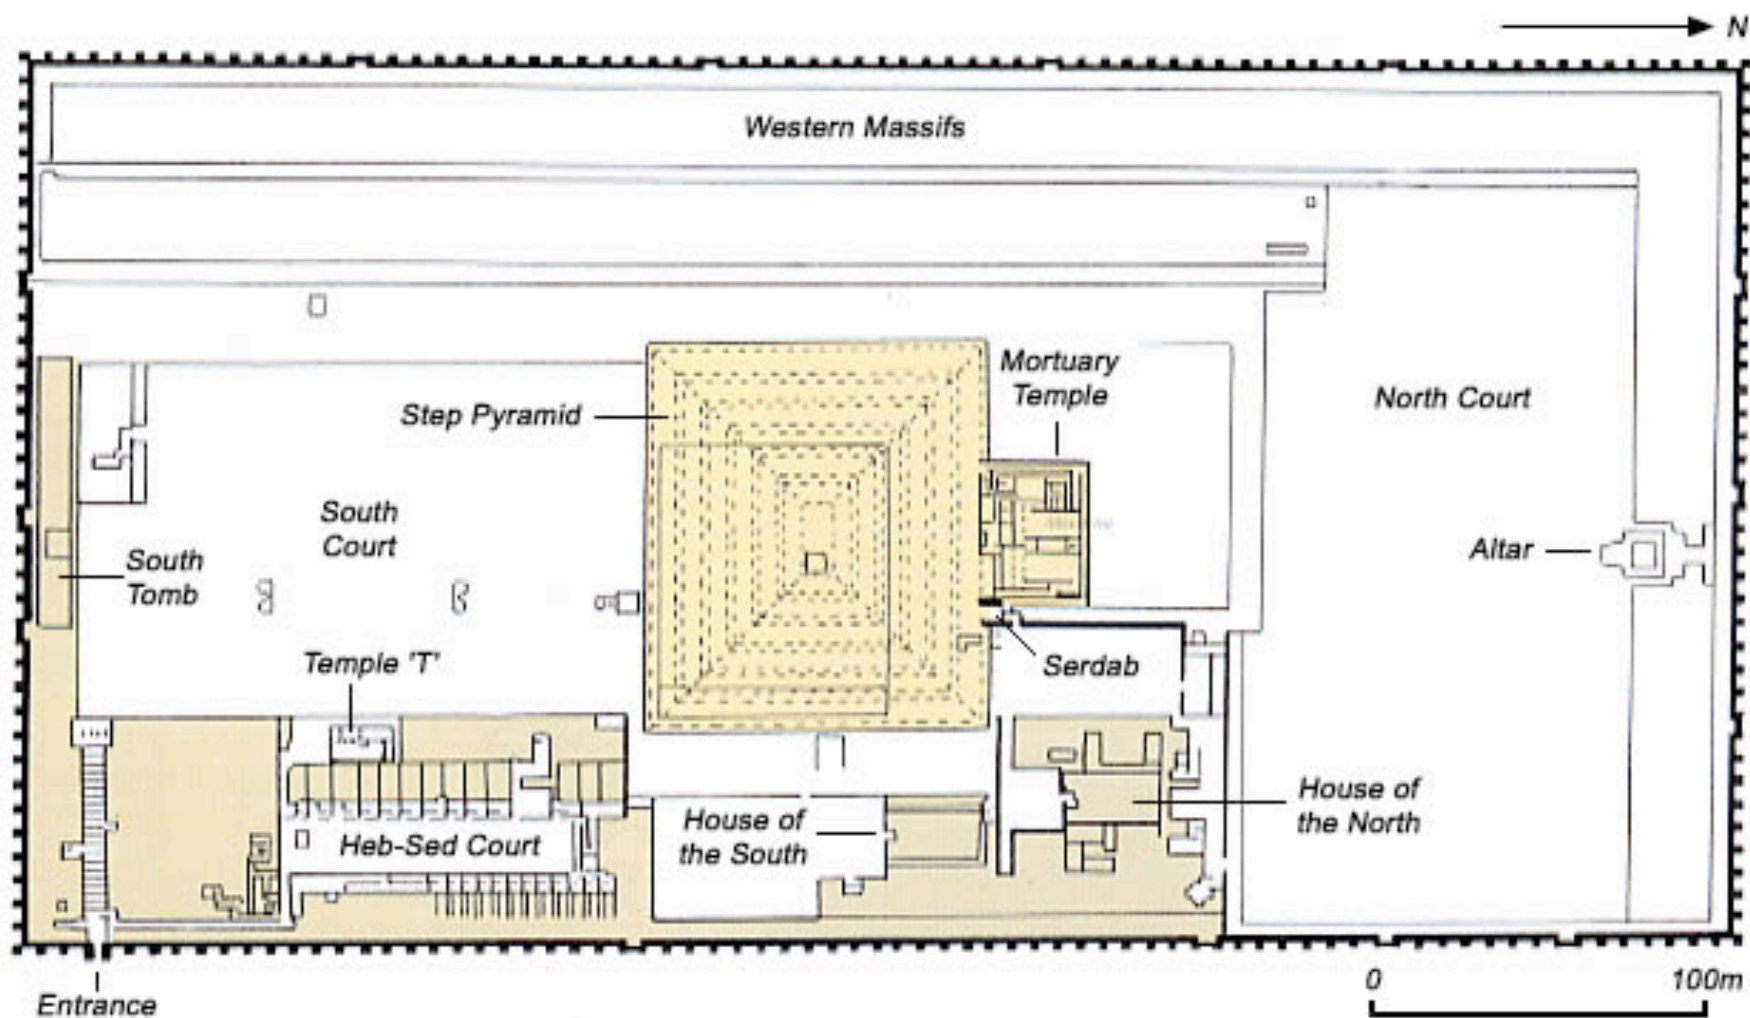 N
Western Massifs
Mortuary
Temple
Step Pyramid
North Court
South
Court
South
Tomb
Altar
Temple 'T'
Serdab
House of
the North
House of
the South
Heb-Sed Court
Entrance
0 100m